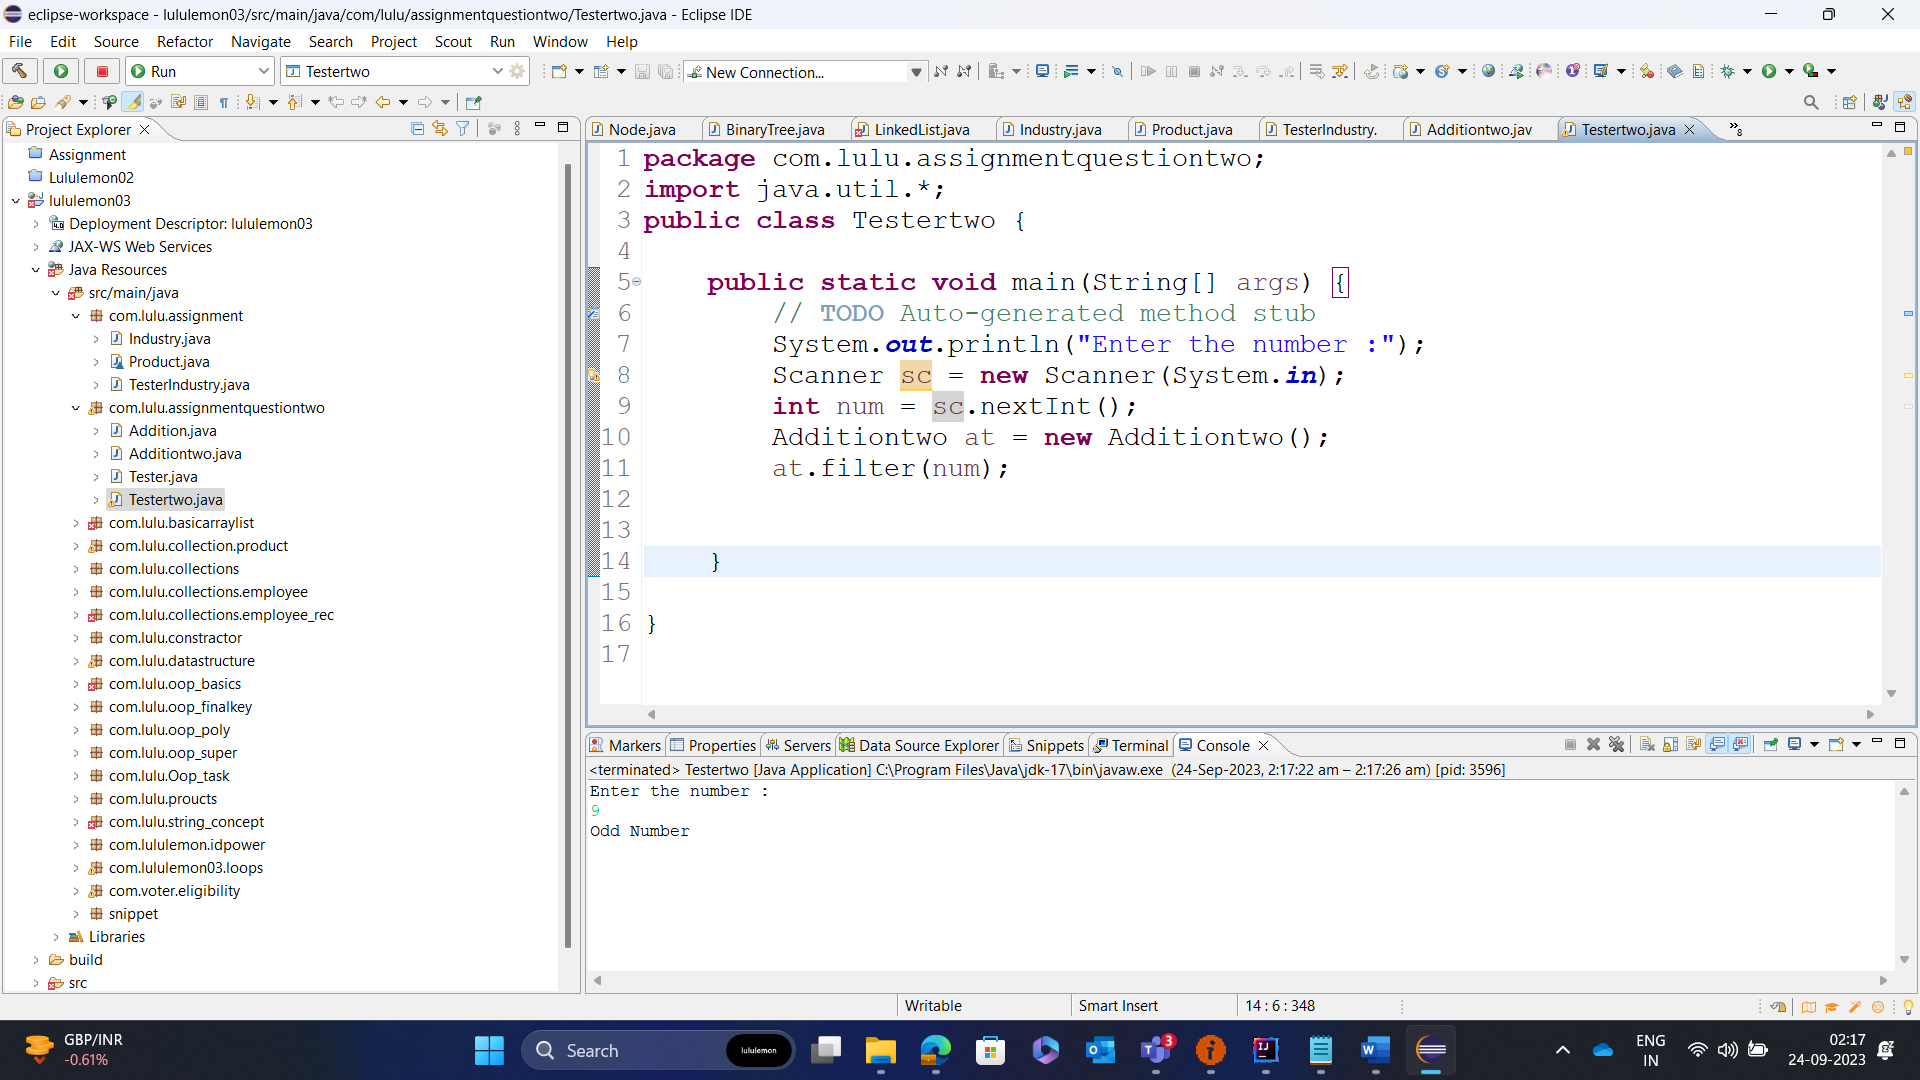 eclipse-workspace - lululemon03/src/main/java/com/lulu/assignmentquestiontwo/Testertwo.java - Eclipse IDE
File Edit Source Refactor Navigate Search Project Scout Run Window Help
Run Testertwo New Connection...
Project Explorer
Assignment
Lululemon02
lululemon03
Deployment Descriptor: lululemon03
JAX-WS Web Services
Java Resources
src/main/java
com.lulu.assignment
Industry.java
Product.java
TesterIndustry.java
com.lulu.assignmentquestiontwo
Addition.java
Additiontwo.java
Tester.java
Testertwo.java
com.lulu.basicarraylist
com.lulu.collection.product
com.lulu.collections
com.lulu.collections.employee
com.lulu.collections.employee_rec
com.lulu.constractor
com.lulu.datastructure
com.lulu.oop_basics
com.lulu.oop_finalkey
com.lulu.oop_poly
com.lulu.oop_super
com.lulu.Oop_task
com.lulu.proucts
com.lulu.string_concept
com.lululemon.idpower
com.lululemon03.loops
com.voter.eligibility
snippet
Libraries
build
src
Node.java BinaryTree.java LinkedList.java Industry.java Product.java TesterIndustry. Additiontwo.jav Testertwo.java »8
1 package com.lulu.assignmentquestiontwo;
2 import java.util.*;
3 public class Testertwo {
4
5 public static void main(String[] args) {
6 // TODO Auto-generated method stub
7 System.out.println("Enter the number :");
8 Scanner sc = new Scanner(System.in);
9 int num = sc.nextInt();
10 Additiontwo at = new Additiontwo();
11 at.filter(num);
12
13
14 }
15
16 }
17
Markers Properties Servers Data Source Explorer Snippets Terminal Console
<terminated> Testertwo [Java Application] C:\Program Files\Java\jdk-17\bin\javaw.exe (24-Sep-2023, 2:17:22 am – 2:17:26 am) [pid: 3596]
Enter the number :
9
Odd Number
Writable Smart Insert 14 : 6 : 348
GBP/INR
-0.61%
Search lululemon
3
ENG
IN
02:17
24-09-2023